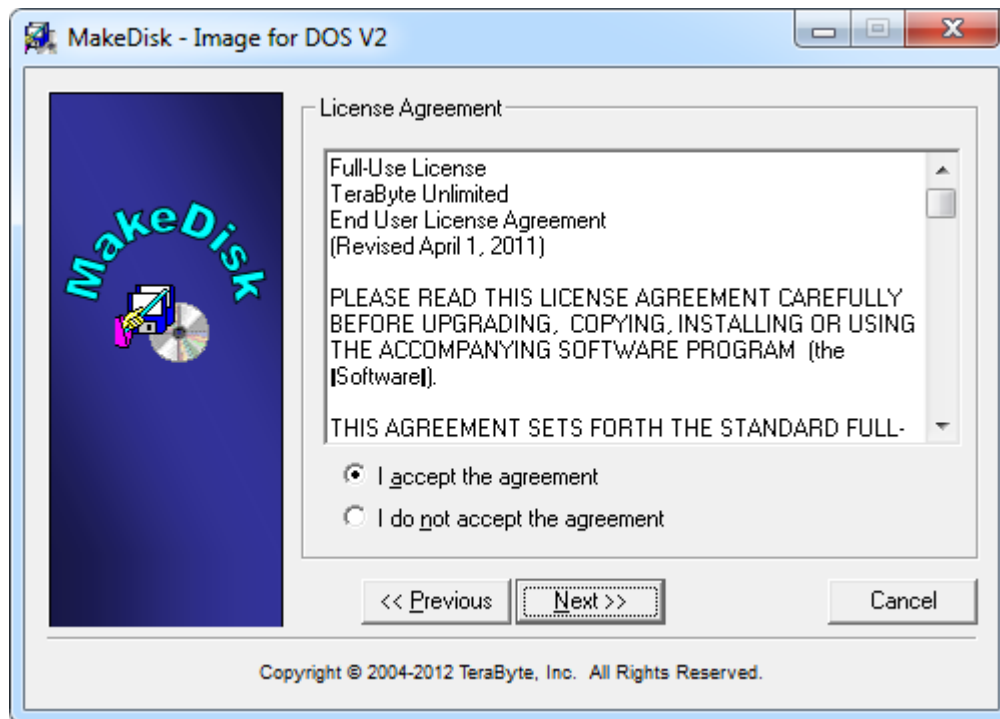 MakeDisk - Image for DOS V2
MakeDisk
License Agreement
Full-Use License
TeraByte Unlimited
End User License Agreement
(Revised April 1, 2011)
PLEASE READ THIS LICENSE AGREEMENT CAREFULLY
BEFORE UPGRADING,  COPYING, INSTALLING OR USING
THE ACCOMPANYING SOFTWARE PROGRAM  (the
❙Software❙).
THIS AGREEMENT SETS FORTH THE STANDARD FULL-
I accept the agreement
I do not accept the agreement
<< Previous
Next >>
Cancel
Copyright © 2004-2012 TeraByte, Inc.  All Rights Reserved.